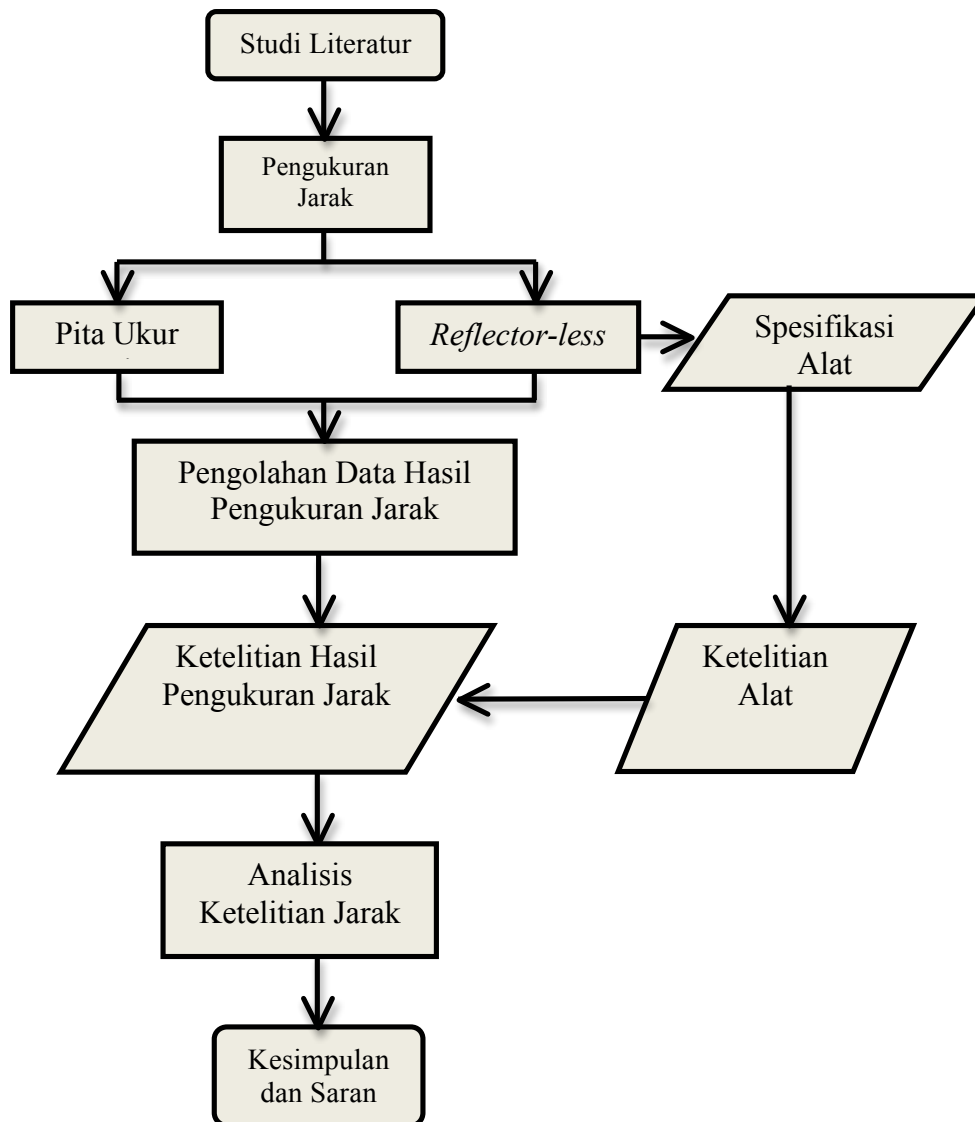 Studi Literatur
Pengukuran
Jarak
Pita Ukur
Reflector-less
Spesifikasi
Alat
Pengolahan Data Hasil
Pengukuran Jarak
Ketelitian Hasil
Pengukuran Jarak
Ketelitian
Alat
Analisis
Ketelitian Jarak
Kesimpulan
dan Saran